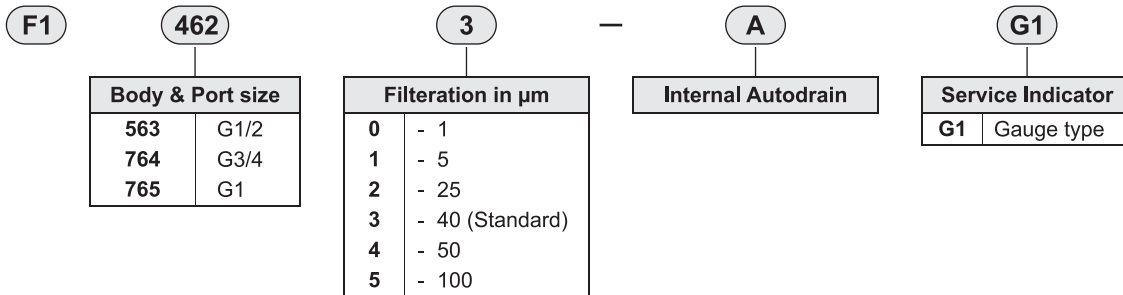 F1 462 3 — A G1
Body & Port size
563 G1/2
764 G3/4
765 G1
Filteration in µm
0 - 1
1 - 5
2 - 25
3 - 40 (Standard)
4 - 50
5 - 100
Internal Autodrain
Service Indicator
G1 Gauge type